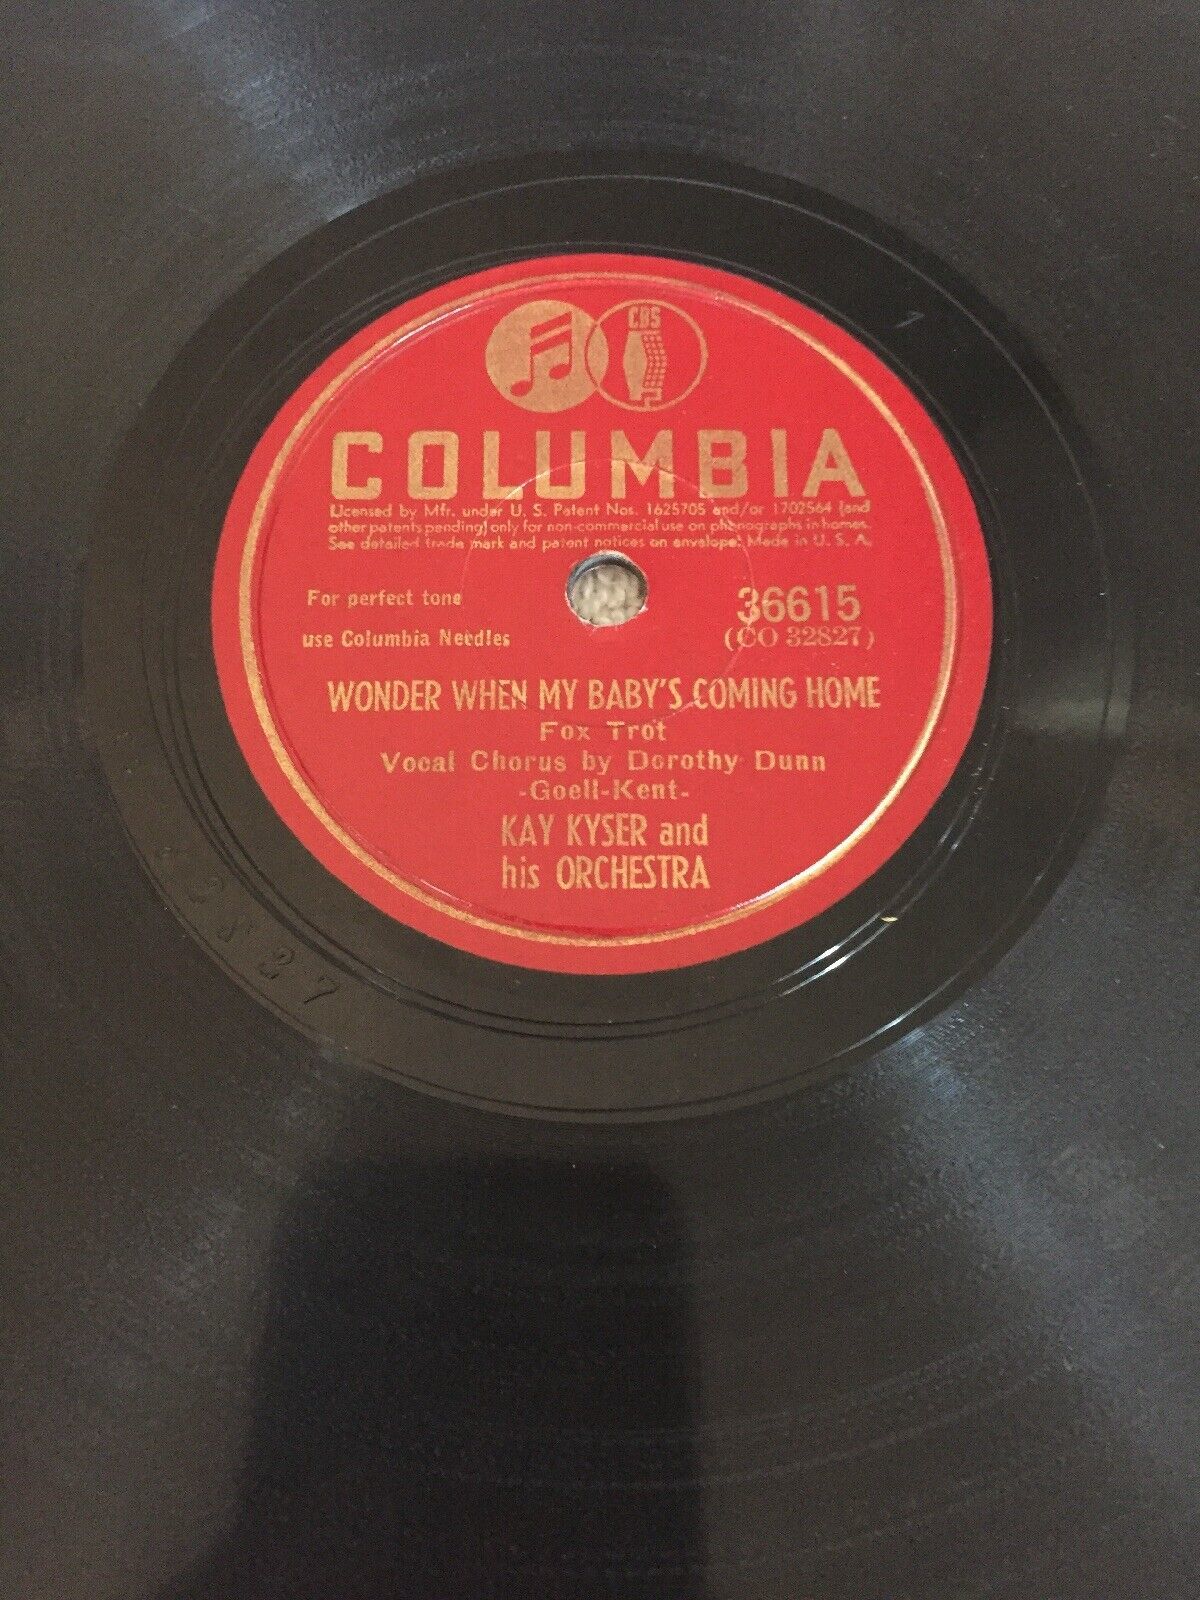 CBS
COLUMBIA
Licensed by Mfr. under U. S. Patent Nos. 1625705 and/or 1702564 (and
other patents pending) only for non-commercial use on phonographs in homes.
See detailed trade mark and patent notices on envelope. Made in U. S. A.
For perfect tone
use Columbia Needles
36615
(CO 32827)
WONDER WHEN MY BABY'S COMING HOME
Fox Trot
Vocal Chorus by Dorothy Dunn
-Goell-Kent-
KAY KYSER and
his ORCHESTRA